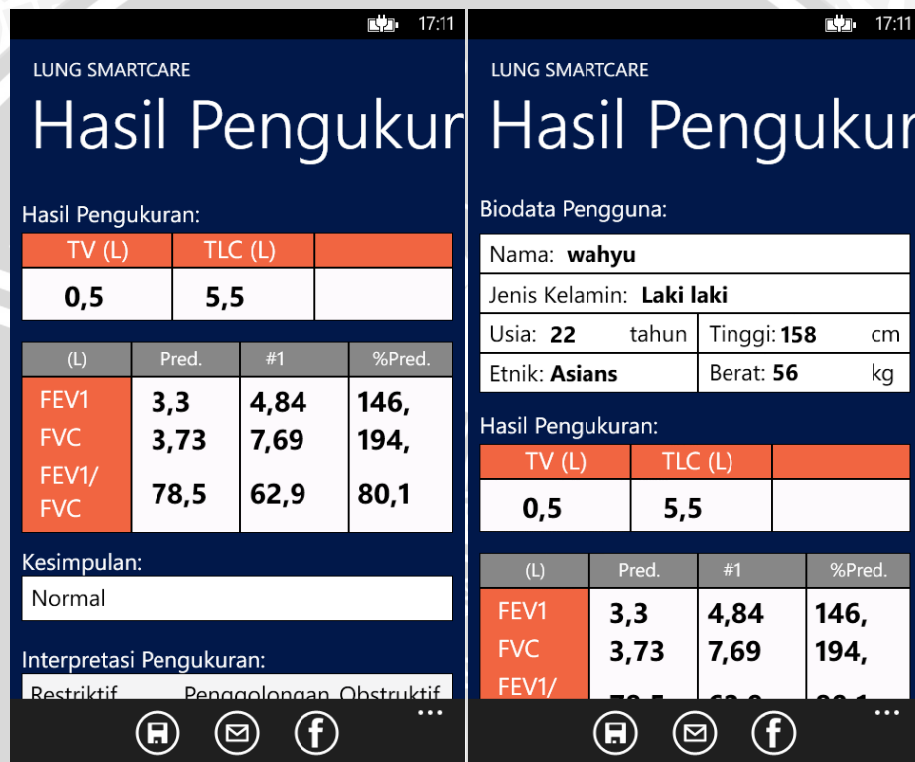 17:11
LUNG SMARTCARE
Hasil Pengukur
Hasil Pengukuran:
TV (L) TLC (L)
0,5 5,5
(L) Pred. #1 %Pred.
FEV1 3,3 4,84 146,
FVC 3,73 7,69 194,
FEV1/
FVC 78,5 62,9 80,1
Kesimpulan:
Normal
Interpretasi Pengukuran:
Restriktif Penggolongan Obstruktif
17:11
LUNG SMARTCARE
Hasil Pengukur
Biodata Pengguna:
Nama: wahyu
Jenis Kelamin: Laki laki
Usia: 22 tahun Tinggi: 158 cm
Etnik: Asians Berat: 56 kg
Hasil Pengukuran:
TV (L) TLC (L)
0,5 5,5
(L) Pred. #1 %Pred.
FEV1 3,3 4,84 146,
FVC 3,73 7,69 194,
FEV1/